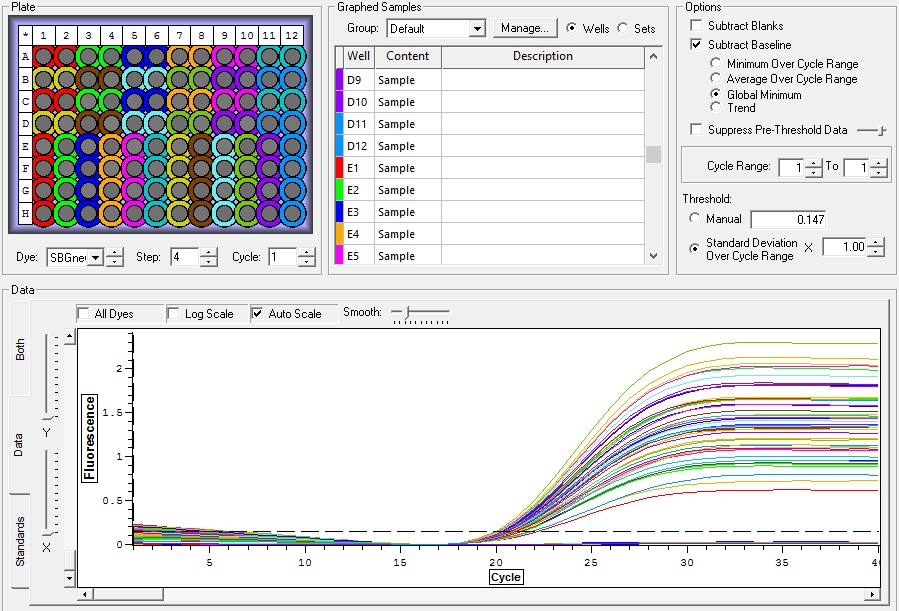 Plate
* 1 2 3 4 5 6 7 8 9 10 11 12
A
B
C
D
E
F
G
H
Dye: SBGne Step: 4 Cycle: 1
Graphed Samples
Group: Default Manage... Wells Sets
Well Content Description
D9 Sample
D10 Sample
D11 Sample
D12 Sample
E1 Sample
E2 Sample
E3 Sample
E4 Sample
E5 Sample
Options
Subtract Blanks
Subtract Baseline
Minimum Over Cycle Range
Average Over Cycle Range
Global Minimum
Trend
Suppress Pre-Threshold Data
Cycle Range: 1 To 1
Threshold:
Manual 0.147
Standard Deviation
Over Cycle Range X 1.00
Data
Both
Data
Standards
Y
X
All Dyes Log Scale Auto Scale Smooth:
Fluorescence
2
1.5
1
0.5
0
5 10 15 20 25 30 35 40
Cycle